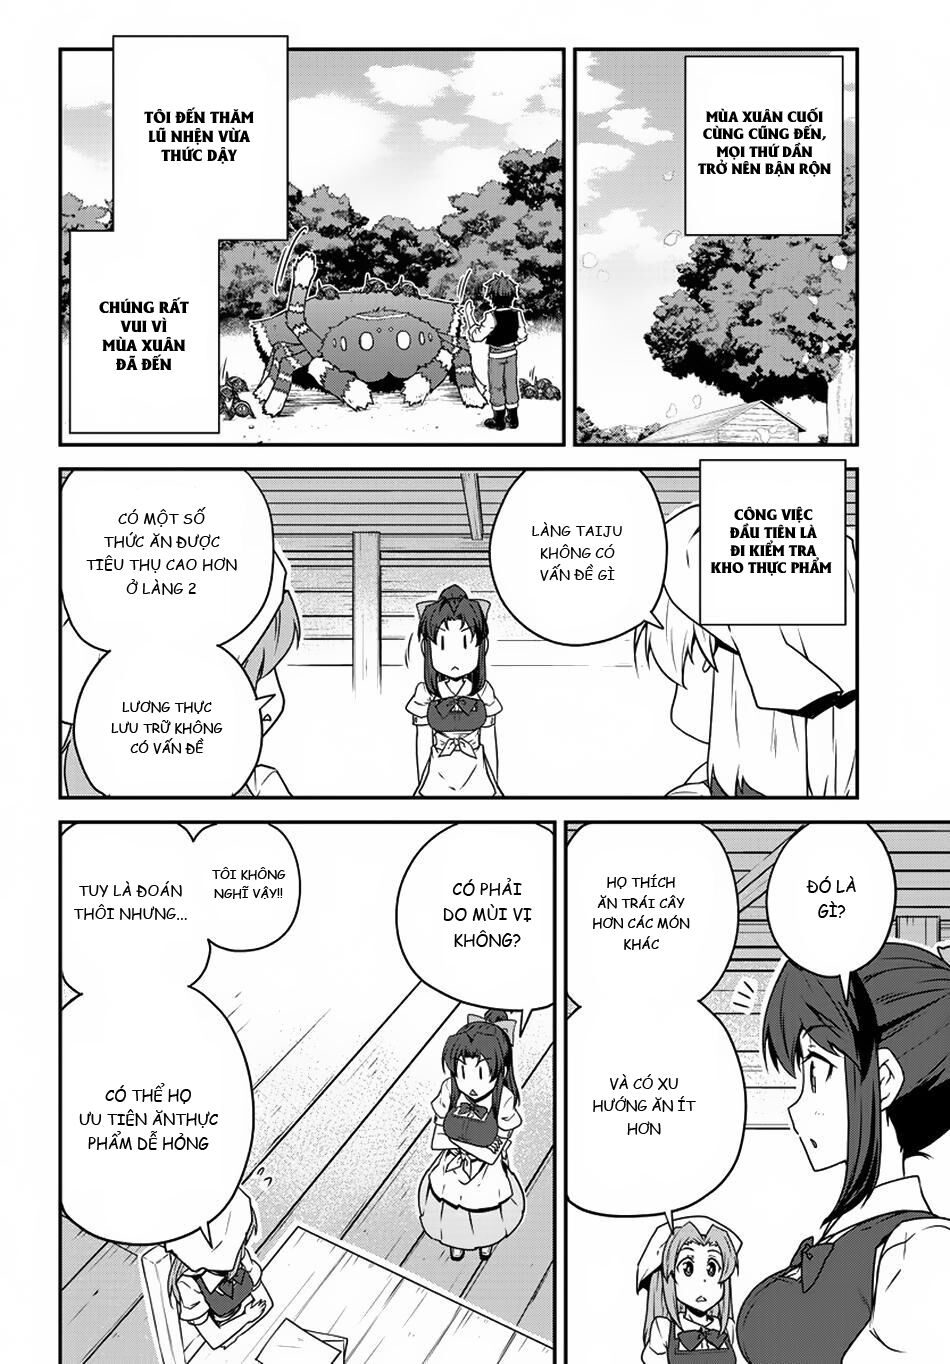 MÙA XUÂN CUỐI
CÙNG CŨNG ĐẾN,
MỌI THỨ DẦN
TRỞ NÊN BẬN RỘN
TÔI ĐẾN THĂM
LŨ NHỆN VỪA
THỨC DẬY
CHÚNG RẤT
VUI VÌ
MÙA XUÂN
ĐÃ ĐẾN
CÔNG VIỆC
ĐẦU TIÊN LÀ
ĐI KIỂM TRA
KHO THỰC PHẨM
LÀNG TAIJU
KHÔNG CÓ
VẤN ĐỀ GÌ
CÓ MỘT SỐ
THỨC ĂN ĐƯỢC
TIÊU THỤ CAO HƠN
Ở LÀNG 2
LƯƠNG THỰC
LƯU TRỮ KHÔNG
CÓ VẤN ĐỀ
ĐÓ LÀ
GÌ?
HỌ THÍCH
ĂN TRÁI CÂY
HƠN CÁC MÓN
KHÁC
VÀ CÓ XU
HƯỚNG ĂN ÍT
HƠN
CÓ PHẢI
DO MÙI VỊ
KHÔNG?
TÔI KHÔNG
NGHĨ VẬY!!
TUY LÀ ĐOÁN
THÔI NHƯNG...
CÓ THỂ HỌ
ƯU TIÊN ĂNTHỰC
PHẨM DỄ HỎNG